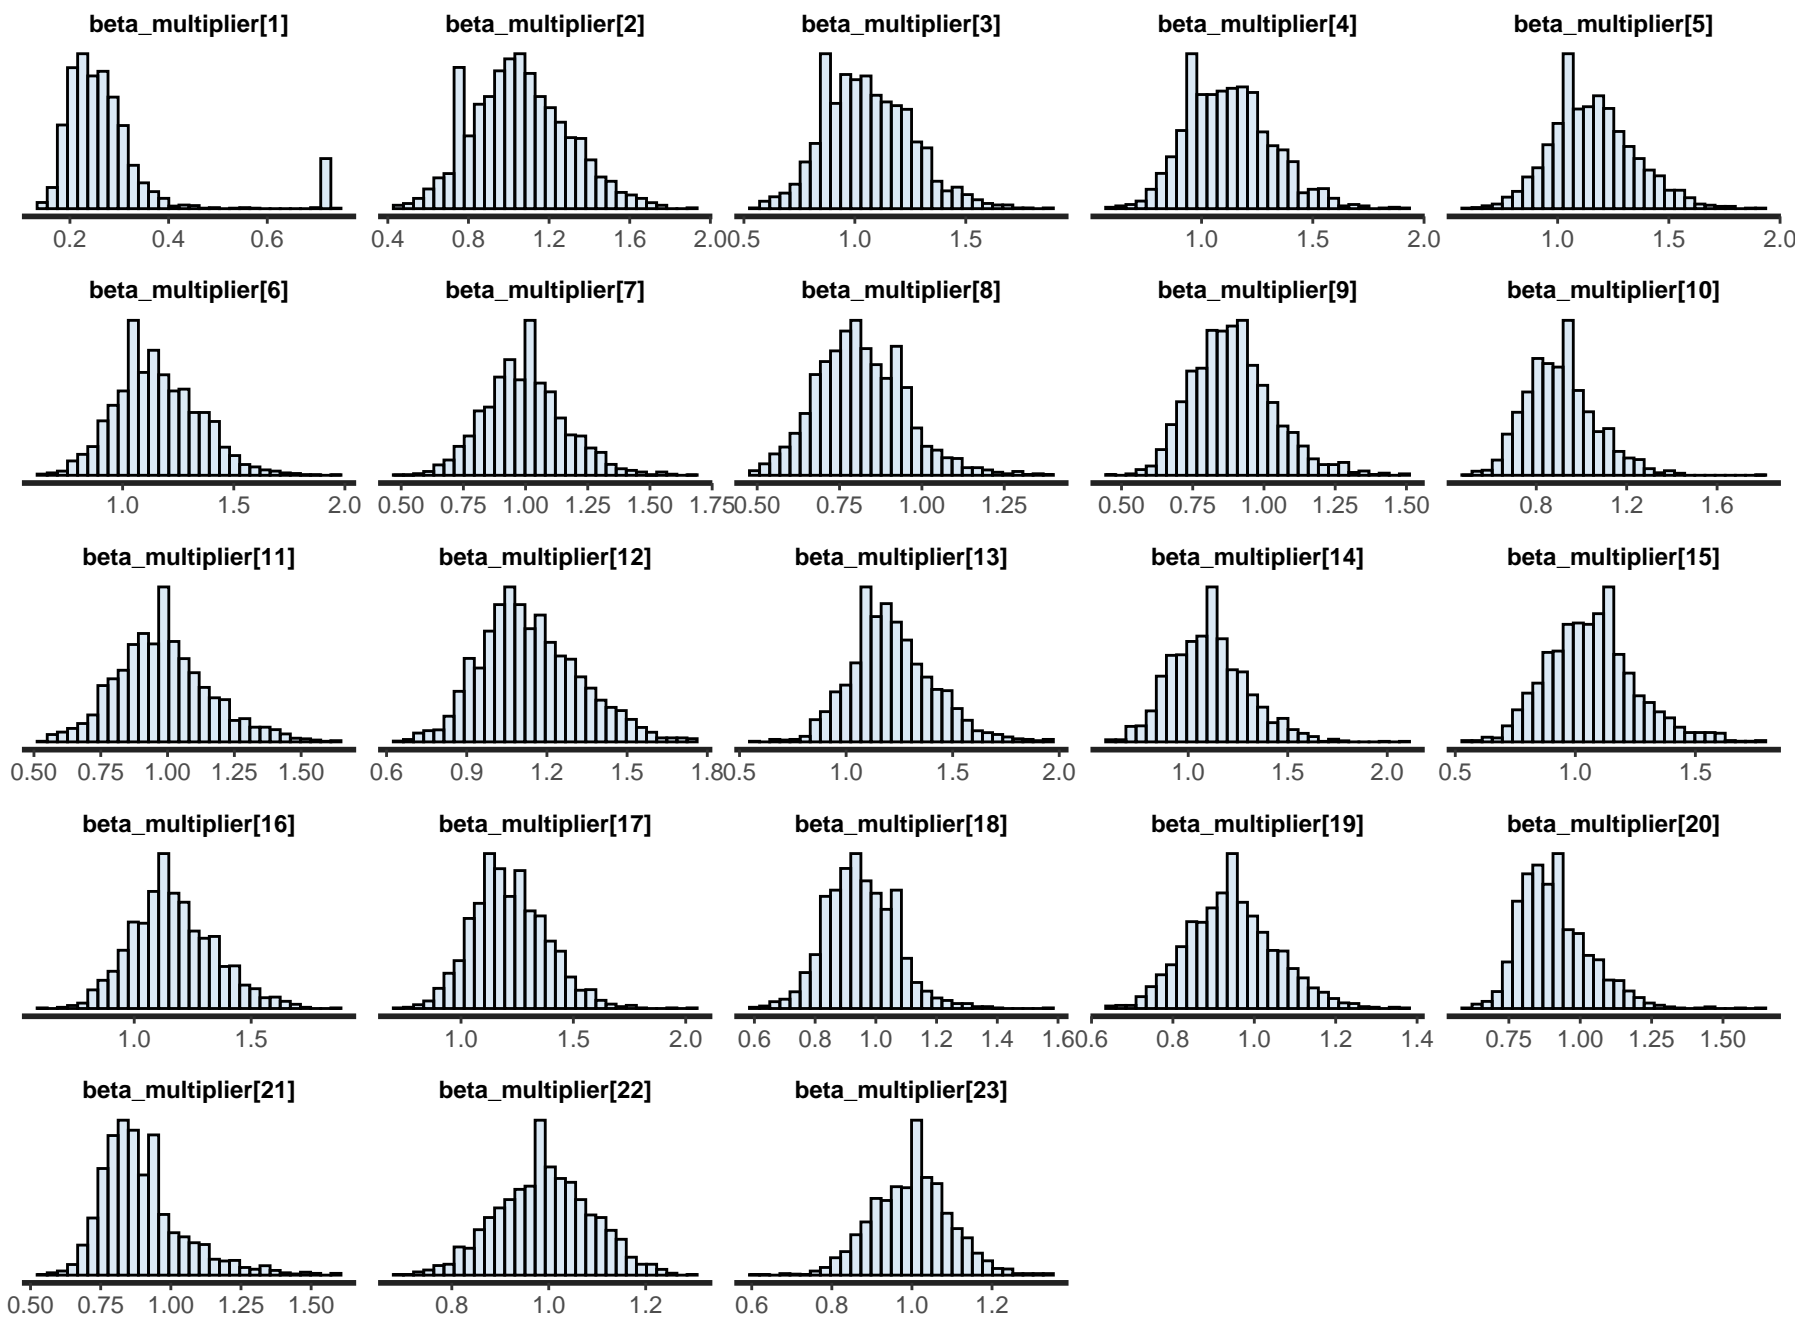 beta_multiplier[1] beta_multiplier[2] beta_multiplier[3] beta_multiplier[4] beta_multiplier[5]
0.2 0.4 0.6 0.4 0.8 1.2 1.6 2.0 0.5 1.0 1.5 1.0 1.5 2.0 1.0 1.5 2.0
beta_multiplier[6] beta_multiplier[7] beta_multiplier[8] beta_multiplier[9] beta_multiplier[10]
1.0 1.5 2.0 0.50 0.75 1.00 1.25 1.50 1.75 0.50 0.75 1.00 1.25 0.50 0.75 1.00 1.25 1.50 0.8 1.2 1.6
beta_multiplier[11] beta_multiplier[12] beta_multiplier[13] beta_multiplier[14] beta_multiplier[15]
0.50 0.75 1.00 1.25 1.50 0.6 0.9 1.2 1.5 1.8 0.5 1.0 1.5 2.0 1.0 1.5 2.0 0.5 1.0 1.5
beta_multiplier[16] beta_multiplier[17] beta_multiplier[18] beta_multiplier[19] beta_multiplier[20]
1.0 1.5 1.0 1.5 2.0 0.6 0.8 1.0 1.2 1.4 1.6 0.6 0.8 1.0 1.2 1.4 0.75 1.00 1.25 1.50
beta_multiplier[21] beta_multiplier[22] beta_multiplier[23]
0.50 0.75 1.00 1.25 1.50 0.8 1.0 1.2 0.6 0.8 1.0 1.2